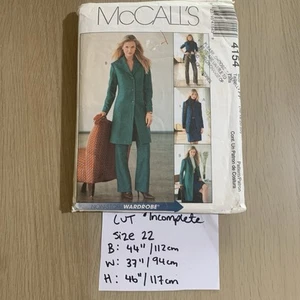 McCALL'S
4154
WARDROBE
CUT *Incomplete
Size 22
B: 44"/112cm
W: 37"/94cm
H: 46"/117cm